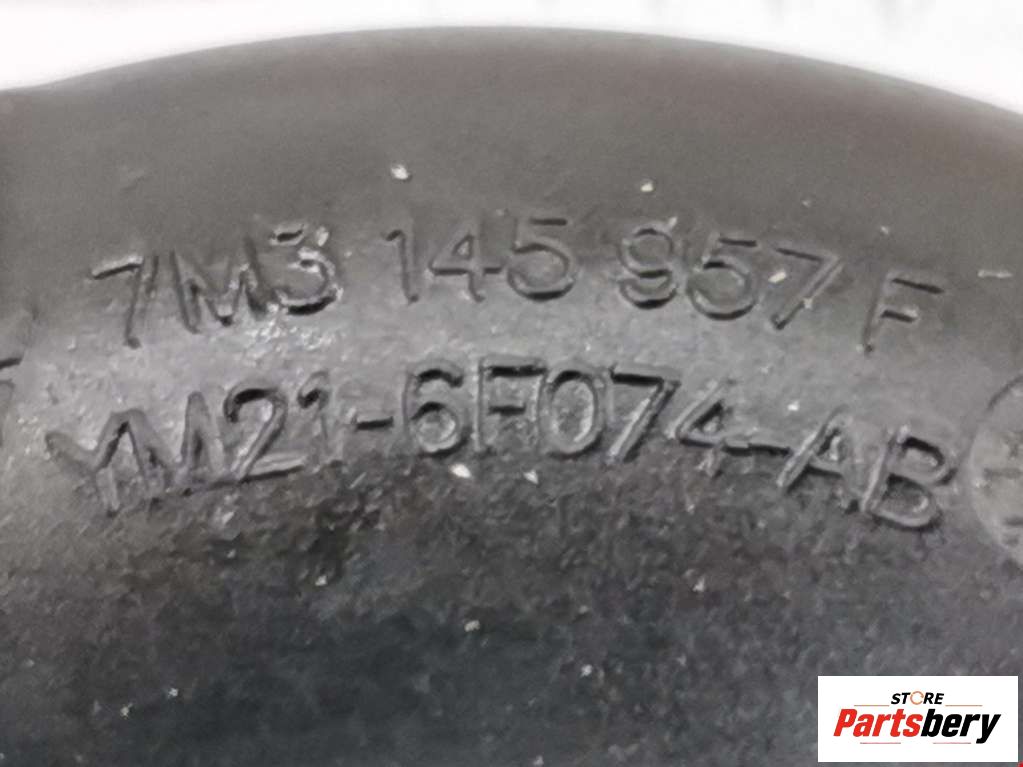 7M3 145 957 F
YM21-6F074-AB
STORE
Partsbery